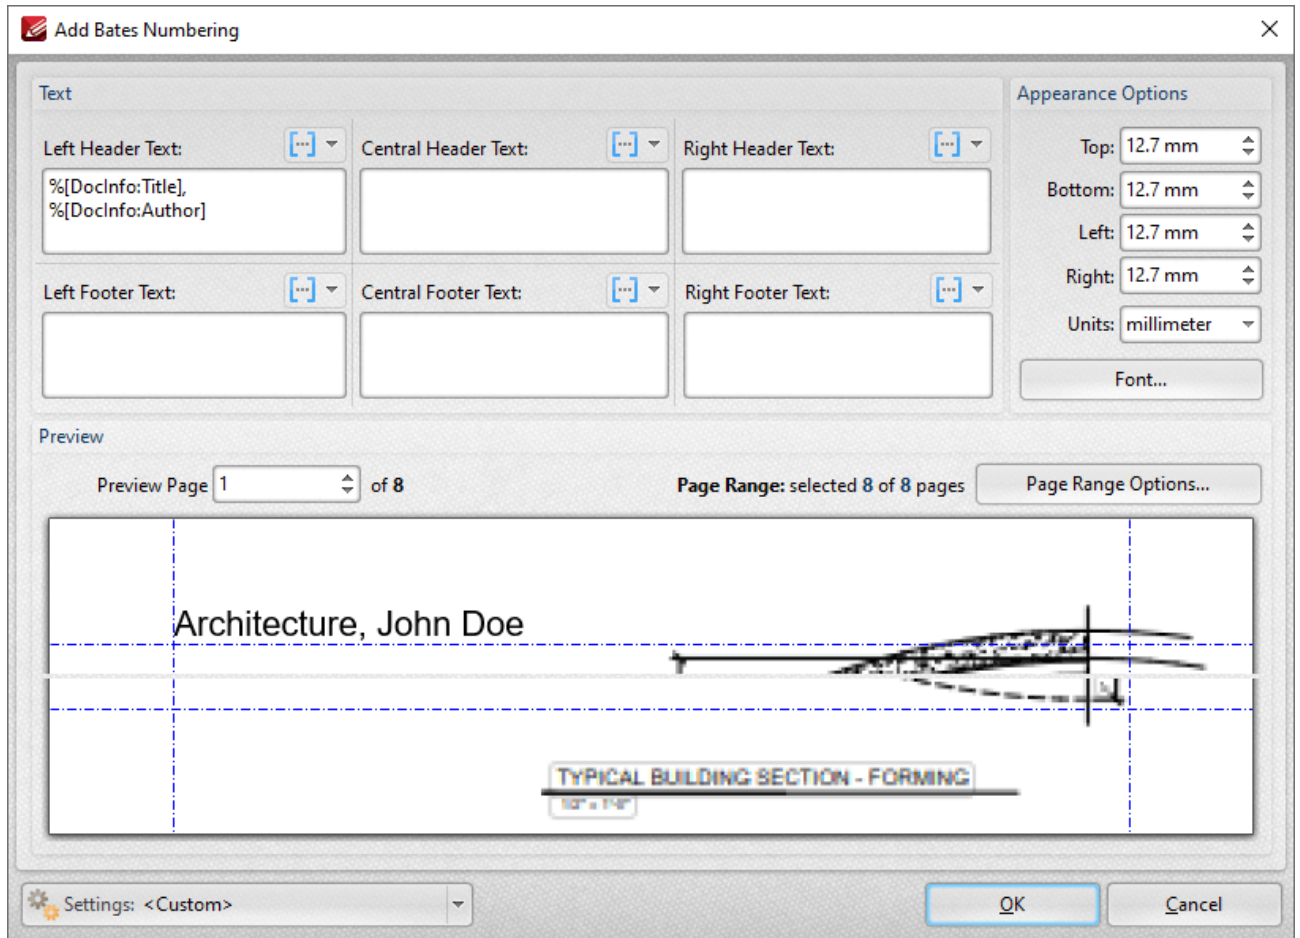 Add Bates Numbering
Text
Appearance Options
Left Header Text:
Central Header Text:
Right Header Text:
%[DocInfo:Title],
%[DocInfo:Author]
Top: 12.7 mm
Bottom: 12.7 mm
Left: 12.7 mm
Right: 12.7 mm
Units: millimeter
Font...
Left Footer Text:
Central Footer Text:
Right Footer Text:
Preview
Preview Page 1 of 8
Page Range: selected 8 of 8 pages
Page Range Options...
Architecture, John Doe
TYPICAL BUILDING SECTION - FORMING
Settings: <Custom>
OK
Cancel